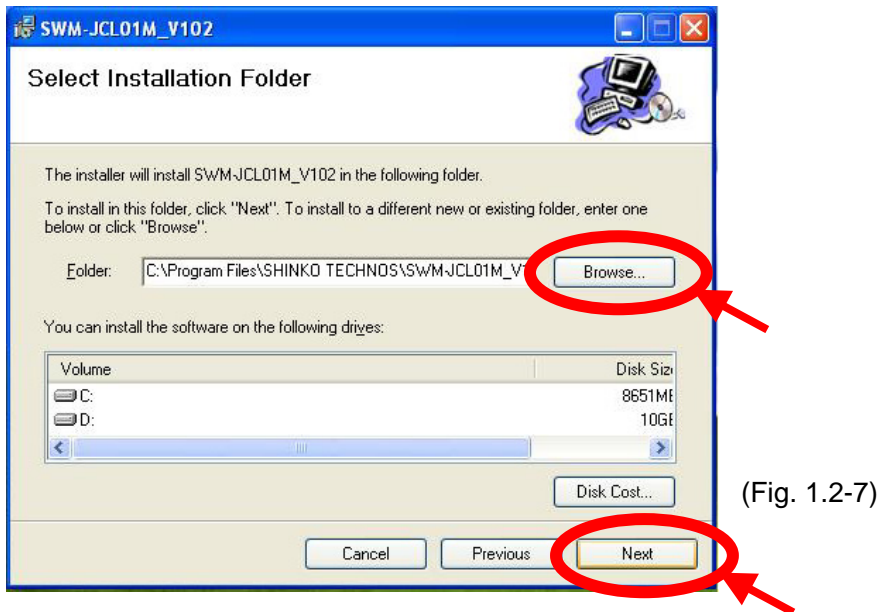 SWM-JCL01M_V102
Select Installation Folder
The installer will install SWM-JCL01M_V102 in the following folder.
To install in this folder, click "Next". To install to a different new or existing folder, enter one
below or click "Browse".
Folder: C:\Program Files\SHINKO TECHNOS\SWM-JCL01M_V1 Browse...
You can install the software on the following drives:
Volume Disk Size
C: 8651MB
D: 10GB
Disk Cost...
(Fig. 1.2-7)
Cancel Previous Next